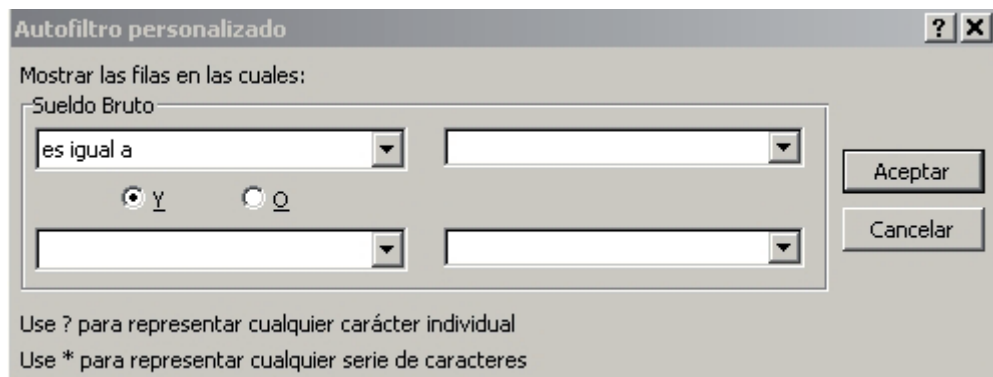 Autofiltro personalizado
Mostrar las filas en las cuales:
Sueldo Bruto
es igual a
Y O
Aceptar
Cancelar
Use ? para representar cualquier carácter individual
Use * para representar cualquier serie de caracteres